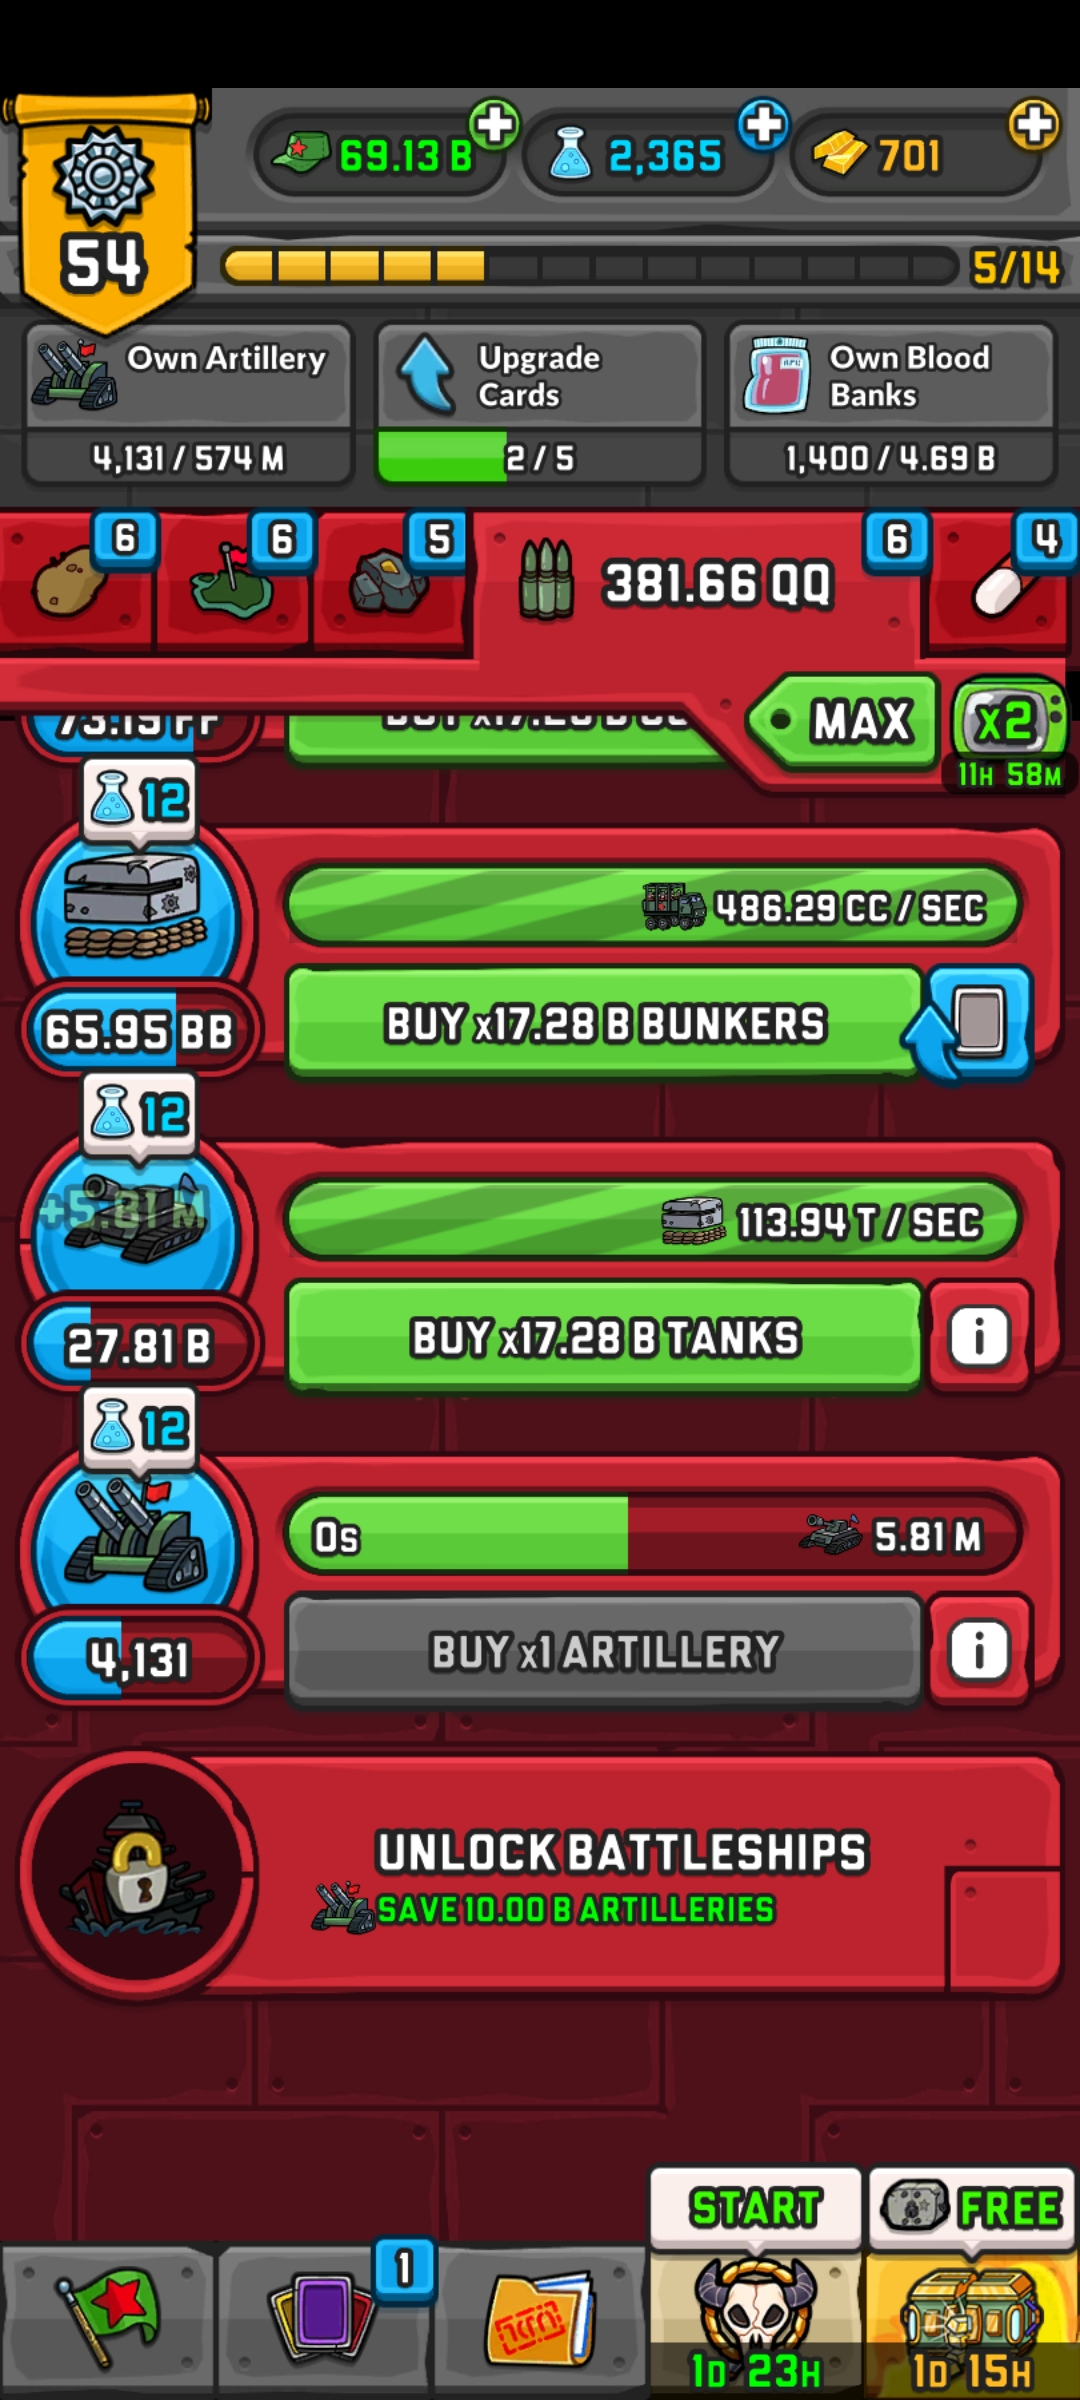 69.13 B
2,365
701
54
5/14
Own Artillery
4,131 / 574 M
Upgrade
Cards
2 / 5
Own Blood
Banks
1,400 / 4.69 B
6
6
5
381.66 QQ
6
4
MAX
x2
11H 58M
12
486.29 CC / SEC
BUY x17.28 B BUNKERS
65.95 BB
12
+5.81 M
113.94 T / SEC
BUY x17.28 B TANKS
27.81 B
12
0s
5.81 M
BUY x1 ARTILLERY
4,131
UNLOCK BATTLESHIPS
SAVE 10.00 B ARTILLERIES
START
FREE
1
1D 23H
1D 15H